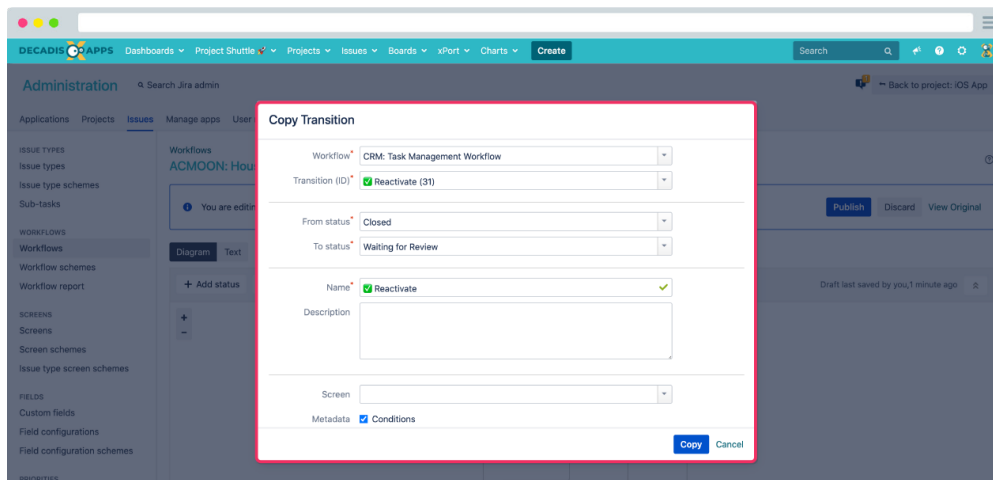 DECADIS APPS Dashboards Project Shuttle 🚀 Projects Issues Boards xPort Charts Create Search
Administration Search Jira admin Back to project: iOS App
Applications Projects Issues Manage apps User
ISSUE TYPES
Issue types
Issue type schemes
Sub-tasks
WORKFLOWS
Workflows
Workflow schemes
Workflow report
SCREENS
Screens
Screen schemes
Issue type screen schemes
FIELDS
Custom fields
Field configurations
Field configuration schemes
PRIORITIES
Workflows
ACMOON: Hou
You are editin
Publish Discard View Original
Diagram Text
+ Add status
Draft last saved by you,1 minute ago
+
−
Copy Transition
Workflow* CRM: Task Management Workflow
Transition (ID)* ✅ Reactivate (31)
From status* Closed
To status* Waiting for Review
Name* ✅ Reactivate
Description
Screen
Metadata Conditions
Copy Cancel